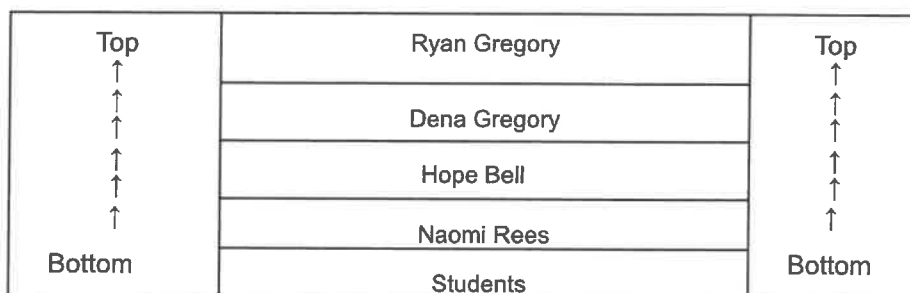 Top Ryan Gregory Top
Dena Gregory
Hope Bell
Naomi Rees
Bottom Bottom
Students